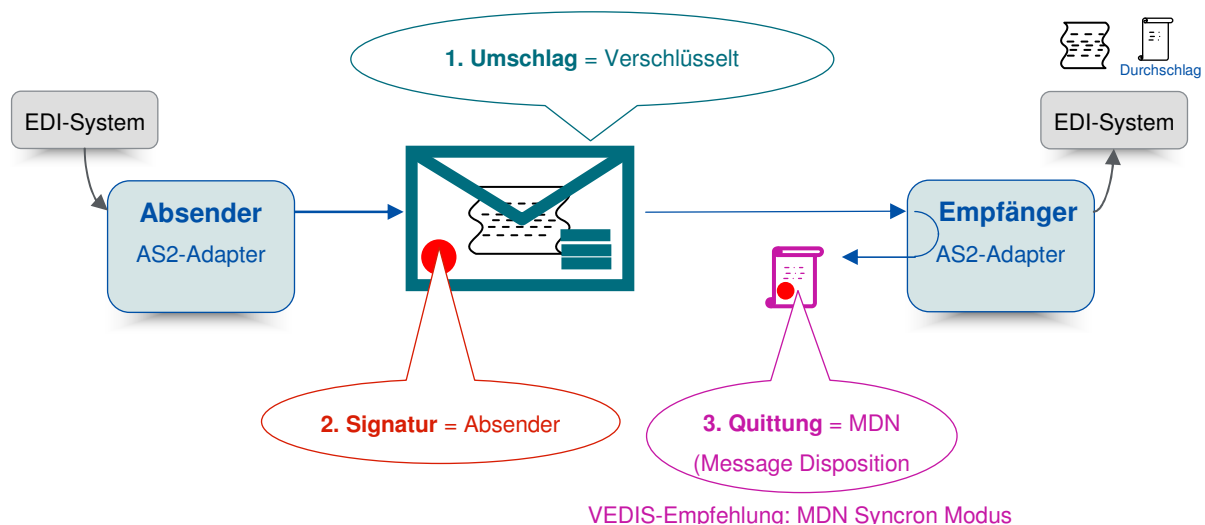 1. Umschlag = Verschlüsselt
Durchschlag
EDI-System
EDI-System
Absender
AS2-Adapter
Empfänger
AS2-Adapter
2. Signatur = Absender
3. Quittung = MDN
(Message Disposition
VEDIS-Empfehlung: MDN Syncron Modus